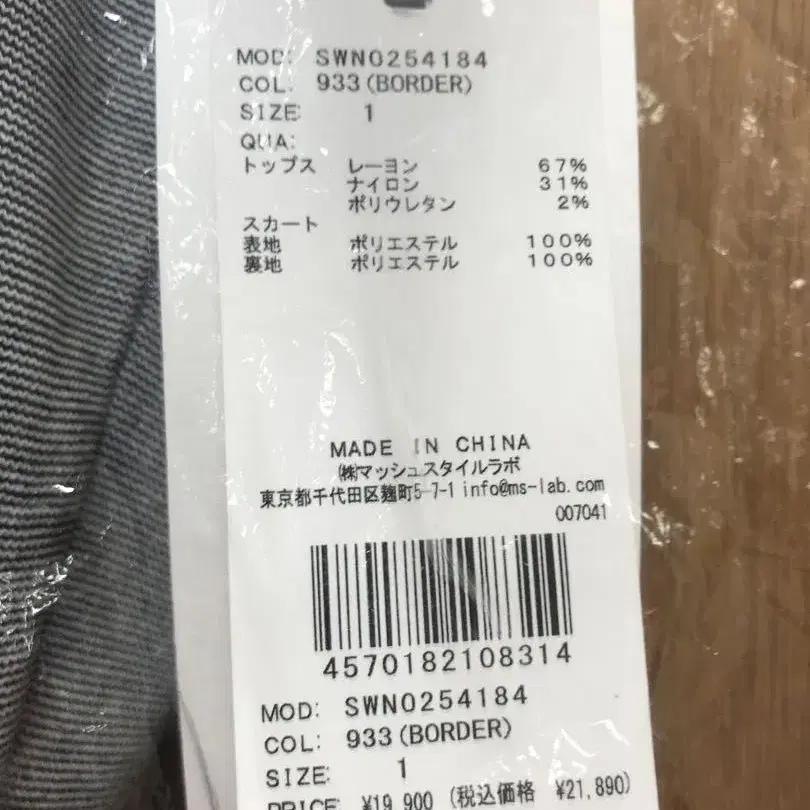 MOD: SWN0254184
COL: 933(BORDER)
SIZE: 1
QUA:
トップス レーヨン 67%
ナイロン 31%
ポリウレタン 2%
スカート
表地 ポリエステル 100%
裏地 ポリエステル 100%
MADE IN CHINA
㈱マッシュスタイルラボ
東京都千代田区麹町5-7-1 info@ms-lab.com
007041
4570182108314
MOD: SWN0254184
COL: 933(BORDER)
SIZE: 1
PRICE ¥19,900 (税込価格 ¥21,890)